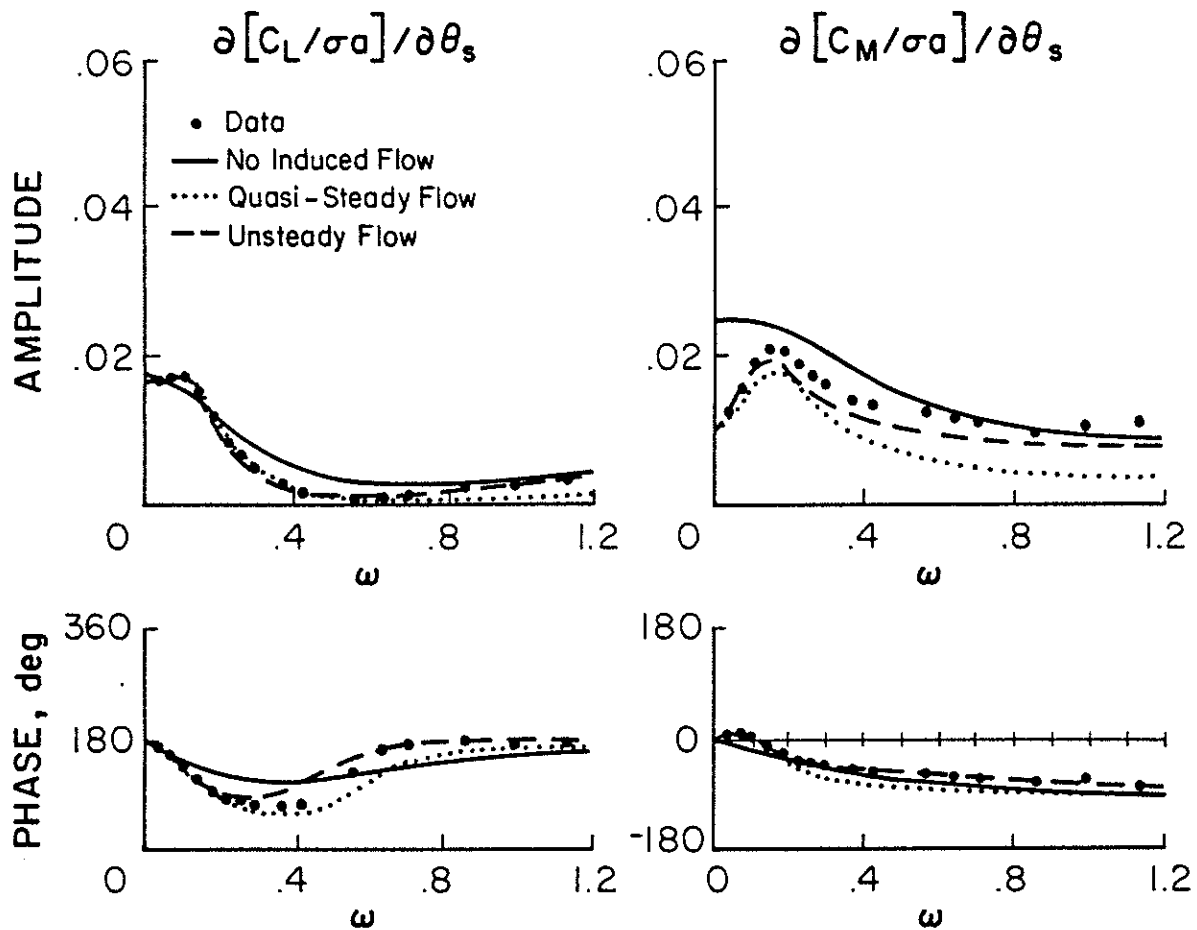 ∂[C_L/σa]/∂θ_s
.06
.04
.02
0
.4
.8
1.2
ω
AMPLITUDE
Data
No Induced Flow
Quasi-Steady Flow
Unsteady Flow
∂[C_M/σa]/∂θ_s
.06
.04
.02
0
.4
.8
1.2
ω
PHASE, deg
360
180
0
.4
.8
1.2
ω
180
0
-180
0
.4
.8
1.2
ω